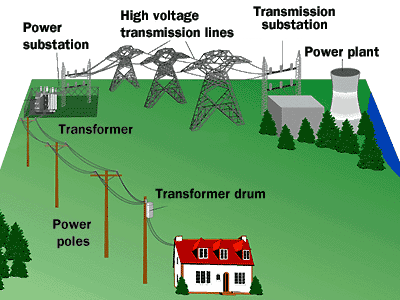 High voltage
transmission lines
Transmission
substation
Power
substation
Power plant
Transformer
Transformer drum
Power
poles